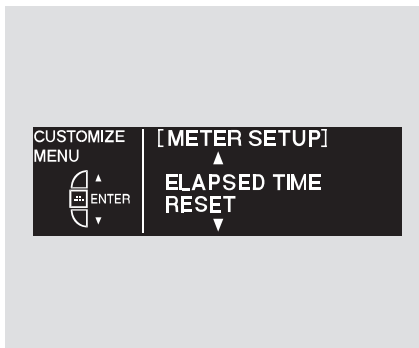 CUSTOMIZE
MENU
ENTER
[METER SETUP]
ELAPSED TIME
RESET